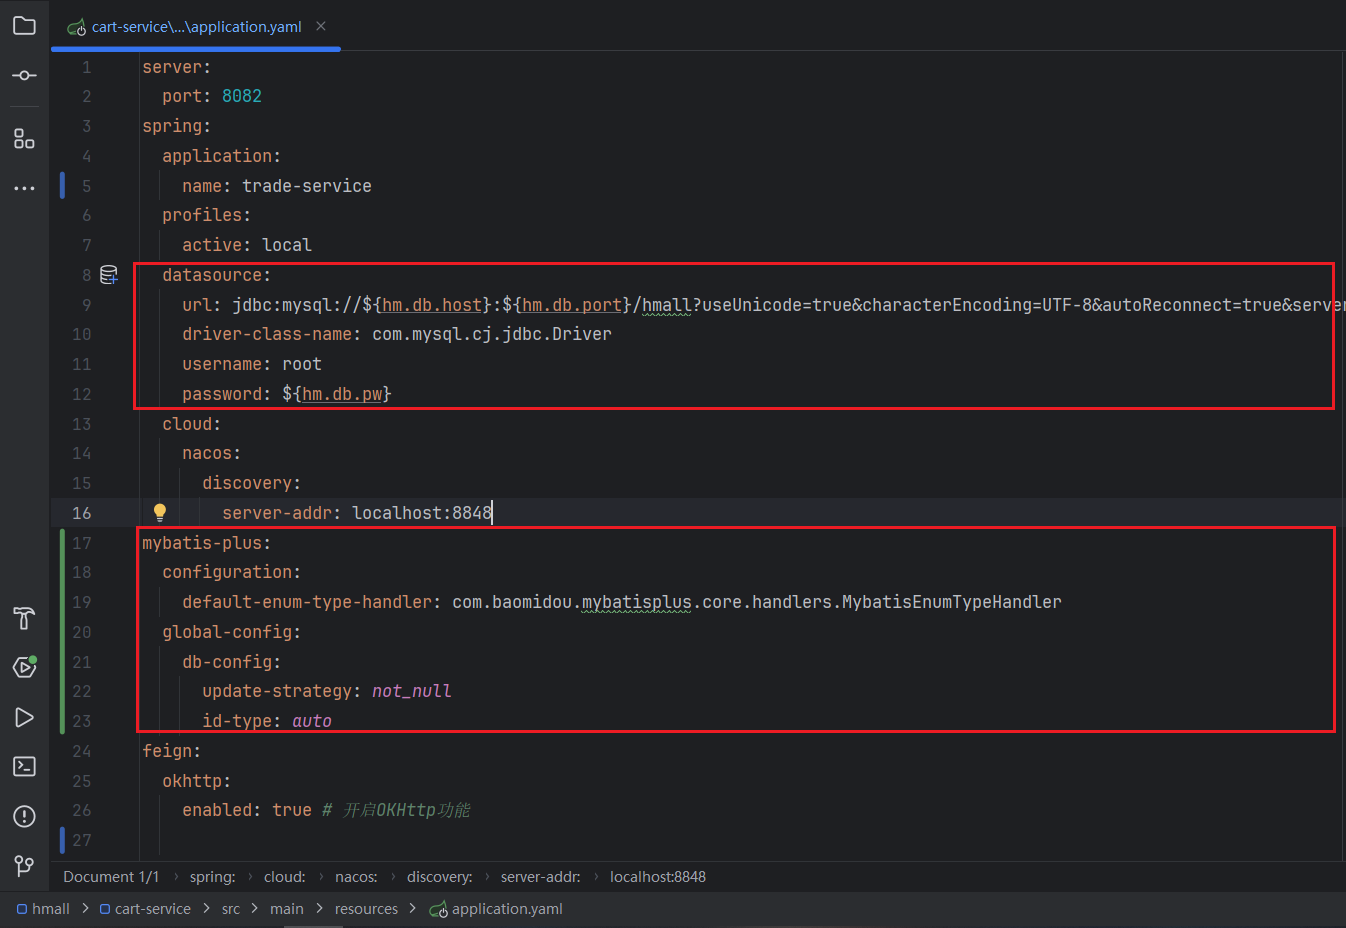 cart-service\...\application.yaml
1 server:
2 port: 8082
3 spring:
4 application:
5 name: trade-service
6 profiles:
7 active: local
8 datasource:
9 url: jdbc:mysql://${hm.db.host}:${hm.db.port}/hmall?useUnicode=true&characterEncoding=UTF-8&autoReconnect=true&server
10 driver-class-name: com.mysql.cj.jdbc.Driver
11 username: root
12 password: ${hm.db.pw}
13 cloud:
14 nacos:
15 discovery:
16 server-addr: localhost:8848
17 mybatis-plus:
18 configuration:
19 default-enum-type-handler: com.baomidou.mybatisplus.core.handlers.MybatisEnumTypeHandler
20 global-config:
21 db-config:
22 update-strategy: not_null
23 id-type: auto
24 feign:
25 okhttp:
26 enabled: true # 开启OKHttp功能
27
Document 1/1 › spring: › cloud: › nacos: › discovery: › server-addr: › localhost:8848
hmall > cart-service > src > main > resources > application.yaml